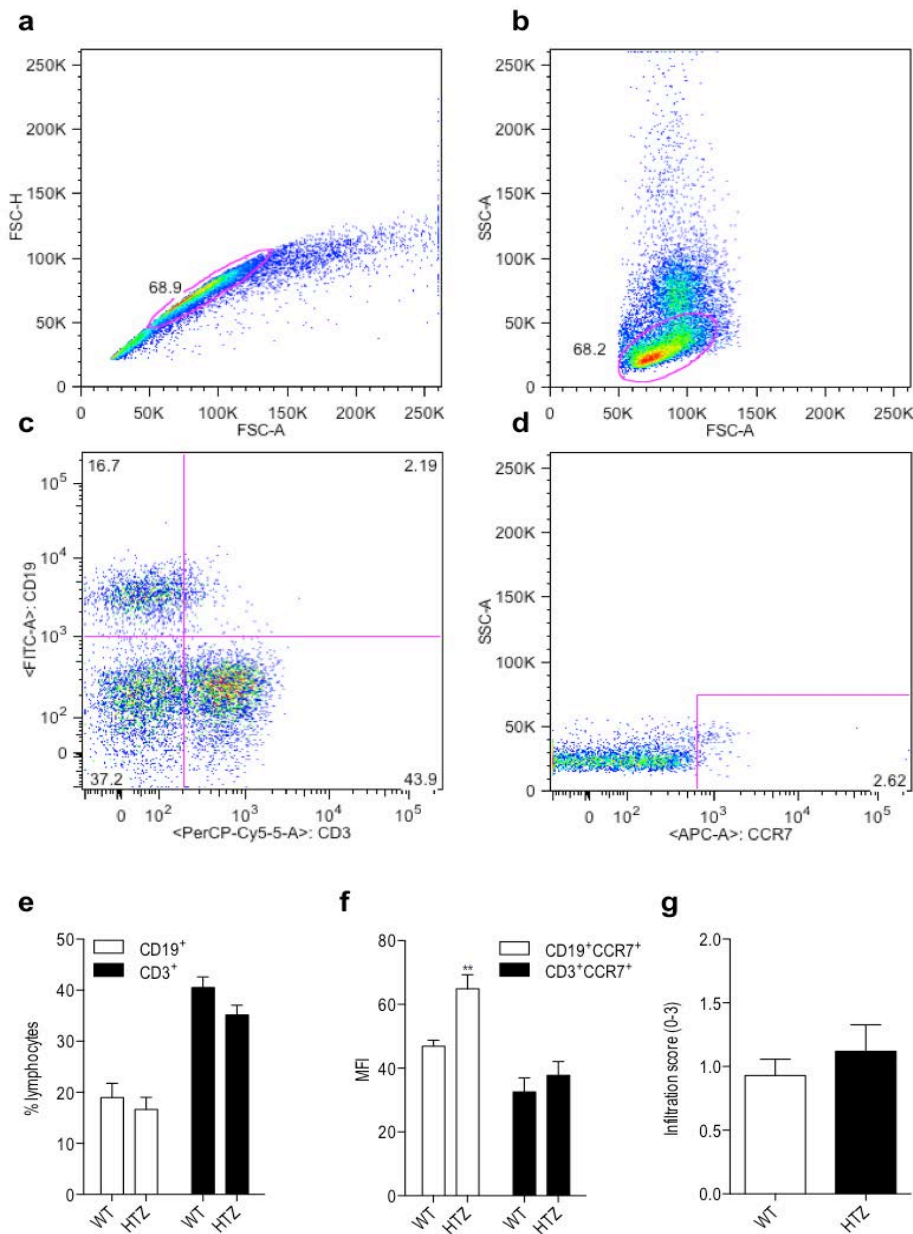 a
b
250K
200K
150K
100K
50K
0
FSC-H
68.9
0 50K 100K 150K 200K 250K
FSC-A
250K
200K
150K
100K
50K
0
SSC-A
68.2
0 50K 100K 150K 200K 250K
FSC-A
c
d
16.7 2.19
10^5
10^4
10^3
10^2
0
<FITC-A>: CD19
37.2 43.9
0 10^2 10^3 10^4 10^5
<PerCP-Cy5-5-A>: CD3
250K
200K
150K
100K
50K
0
SSC-A
2.62
0 10^2 10^3 10^4 10^5
<APC-A>: CCR7
e
f
g
50
40
30
20
10
0
% lymphocytes
CD19+
CD3+
WT HTZ WT HTZ
80
60
40
20
0
MFI
**
CD19+CCR7+
CD3+CCR7+
WT HTZ WT HTZ
2.0
1.5
1.0
0.5
0.0
Infiltration score (0-3)
WT HTZ